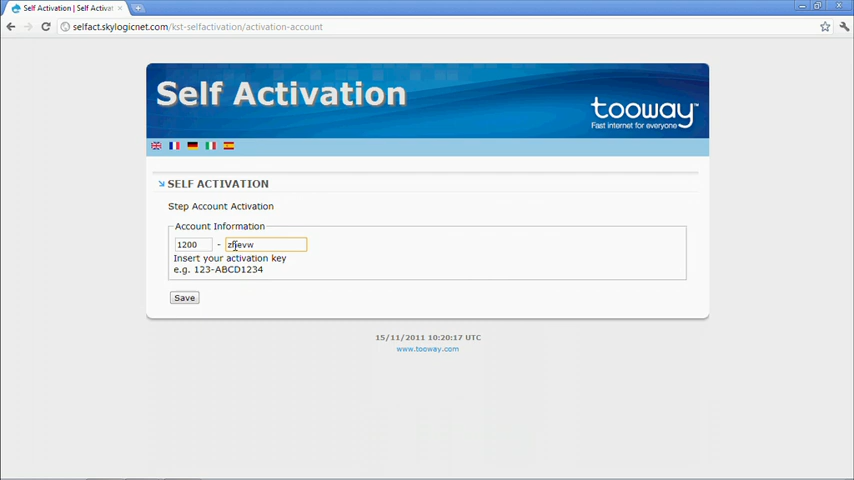 Self Activation | Self Activat
selfact.skylogicnet.com/kst-selfactivation/activation-account
Self Activation
tooway™
Fast internet for everyone
SELF ACTIVATION
Step Account Activation
Account Information
1200 -
Insert your activation key
e.g. 123-ABCD1234
Save
15/11/2011 10:20:17 UTC
www.tooway.com